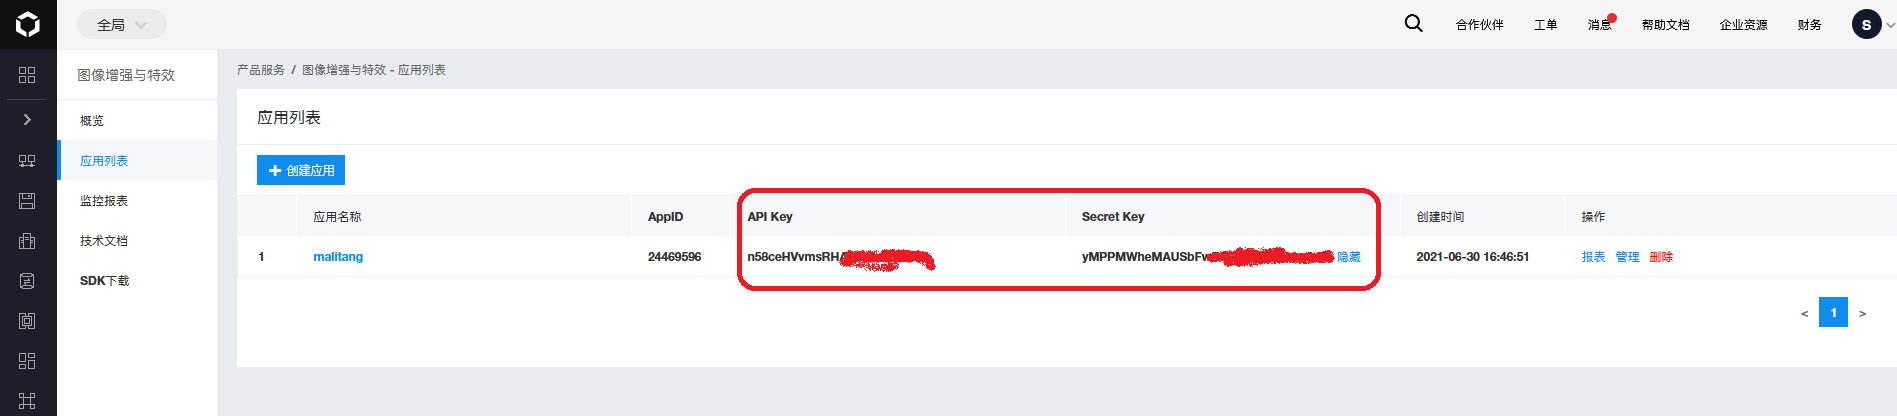 全局
合作伙伴 工单 消息 帮助文档 企业资源 财务 S
图像增强与特效
产品服务 / 图像增强与特效 - 应用列表
概览
应用列表
监控报表
技术文档
SDK下载
应用列表
+ 创建应用
应用名称 AppID API Key Secret Key 创建时间 操作
1 malitang 24469596 n58ceHVvmsRH yMPPMWheMAUSbFw 隐藏 2021-06-30 16:46:51 报表 管理 删除
< 1 >